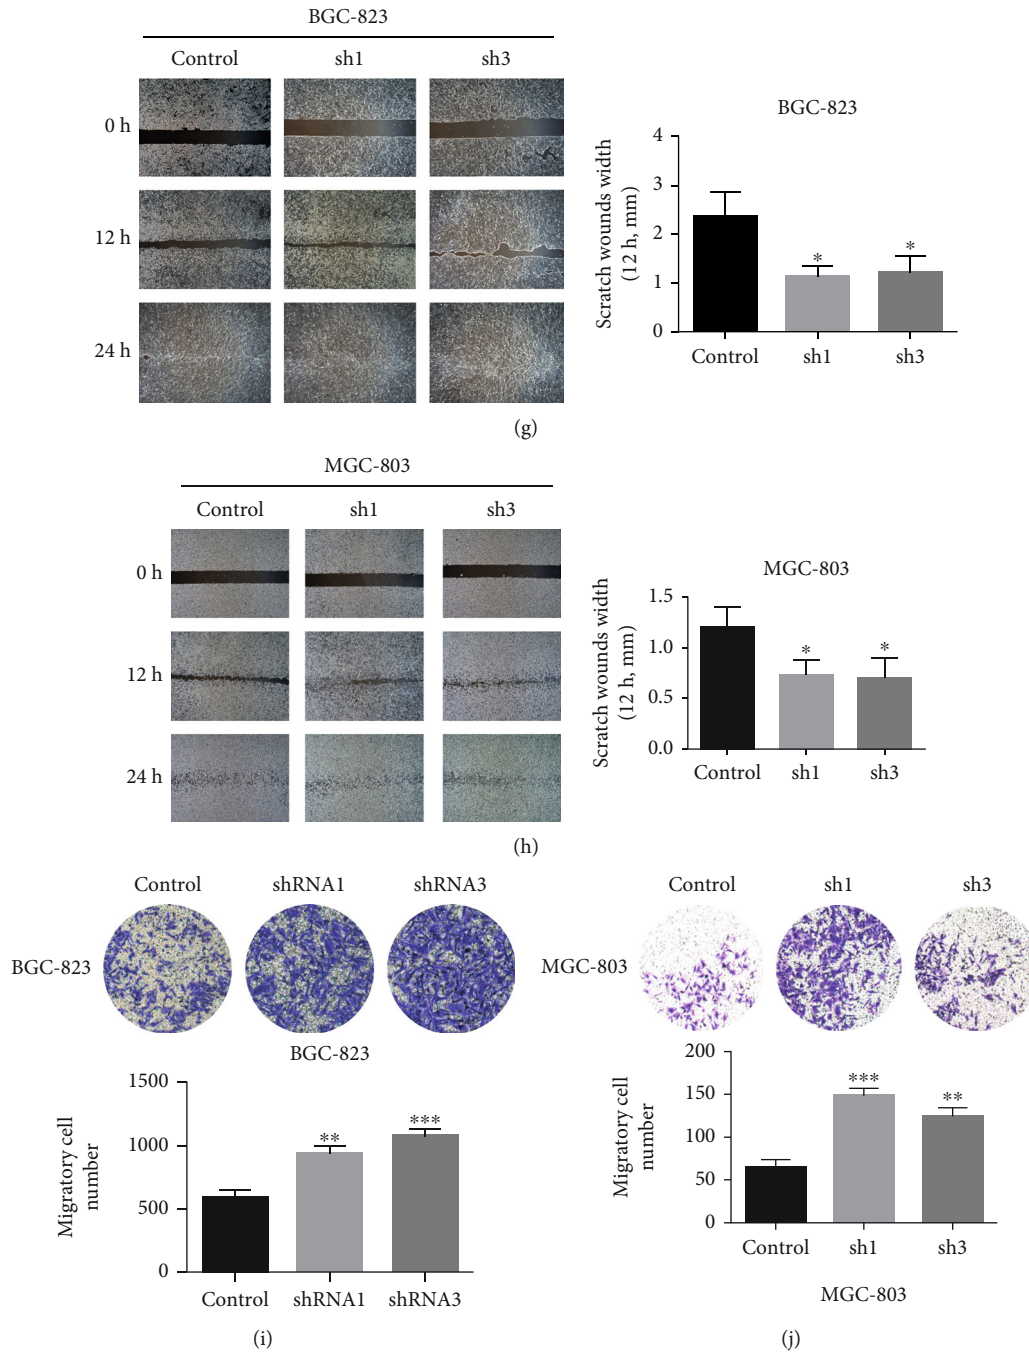 BGC-823
Control sh1 sh3
0 h
12 h
24 h
BGC-823
Scratch wounds width
(12 h, mm)
4
3
2
1
0
* *
Control sh1 sh3
(g)
MGC-803
Control sh1 sh3
0 h
12 h
24 h
MGC-803
Scratch wounds width
(12 h, mm)
1.5
1.0
0.5
0.0
* *
Control sh1 sh3
(h)
Control shRNA1 shRNA3
BGC-823
BGC-823
Migratory cell
number
1500
1000
500
0
** ***
Control shRNA1 shRNA3
(i)
Control sh1 sh3
MGC-803
Migratory cell
number
200
150
100
50
0
*** **
Control sh1 sh3
MGC-803
(j)